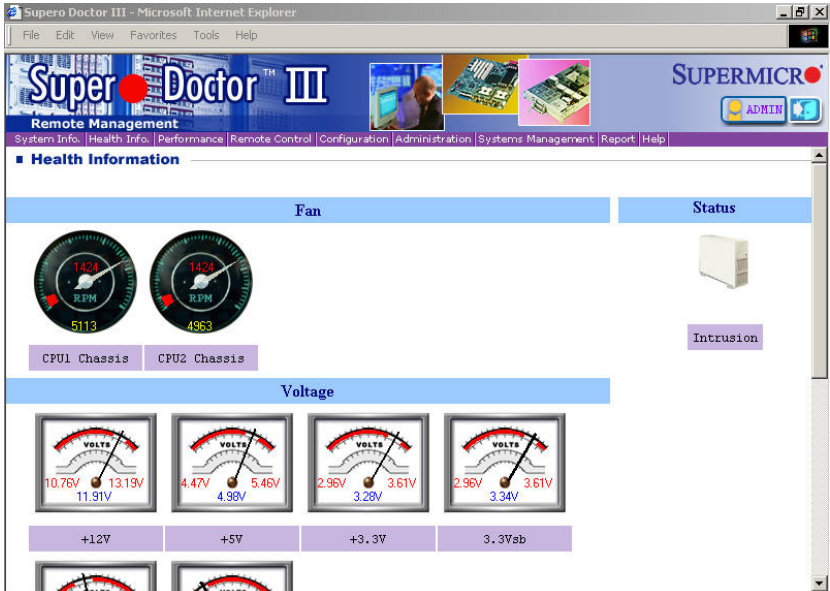 Supero Doctor III - Microsoft Internet Explorer
File Edit View Favorites Tools Help
Super Doctor™ III
SUPERMICRO
Remote Management
ADMIN
System Info. Health Info. Performance Remote Control Configuration Administration Systems Management Report Help
Health Information
Fan
Status
1424 1424
RPM RPM
5113 4963
CPU1 Chassis CPU2 Chassis
Intrusion
Voltage
VOLTS VOLTS VOLTS VOLTS
10.76V 13.19V 4.47V 5.46V 2.96V 3.61V 2.96V 3.61V
11.91V 4.98V 3.28V 3.34V
+12V +5V +3.3V 3.3Vsb